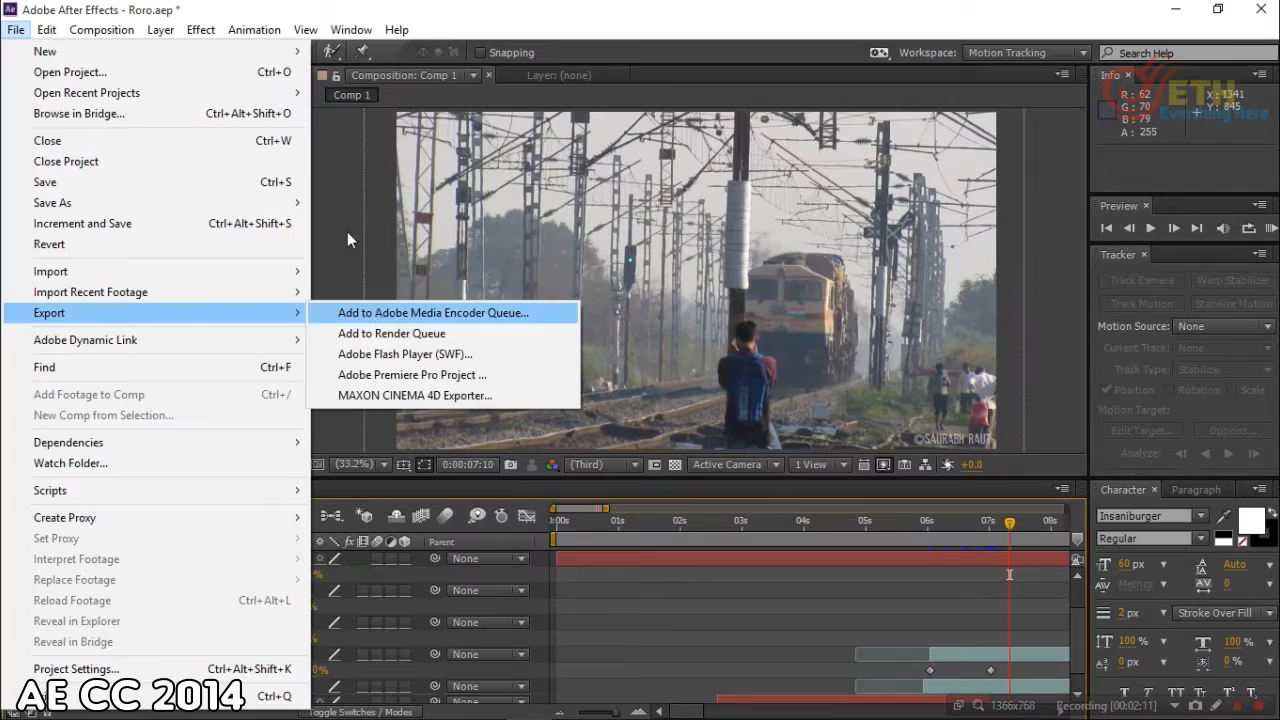 Adobe After Effects - Roro.aep *
File Edit Composition Layer Effect Animation View Window Help
Snapping Workspace: Motion Tracking Search Help
New
Open Project... Ctrl+O
Open Recent Projects
Browse in Bridge... Ctrl+Alt+Shift+O
Close Ctrl+W
Close Project
Save Ctrl+S
Save As
Increment and Save Ctrl+Alt+Shift+S
Revert
Import
Import Recent Footage
Export
Adobe Dynamic Link
Find Ctrl+F
Add Footage to Comp Ctrl+/
New Comp from Selection...
Dependencies
Watch Folder...
Scripts
Create Proxy
Set Proxy
Interpret Footage
Replace Footage
Reload Footage Ctrl+Alt+L
Reveal in Explorer
Reveal in Bridge
Project Settings... Ctrl+Alt+Shift+K
Ctrl+Q
AE CC 2014
Add to Adobe Media Encoder Queue...
Add to Render Queue
Adobe Flash Player (SWF)...
Adobe Premiere Pro Project ...
MAXON CINEMA 4D Exporter...
Composition: Comp 1 Layer: (none)
Comp 1
©SAURABH RAUT
(33.2%) 0:00:07:10 (Third) Active Camera 1 View +0.0
:00s 01s 02s 03s 04s 05s 06s 07s 08s
fx Parent
None
None
None
None
None
Toggle Switches / Modes
Info
R: 62 X: 1341
G: 70 Y: 845
B: 79
A: 255
ETH
Everthing Here
Preview
Tracker
Track Camera Warp Stabilizer
Track Motion Stabilize Motion
Motion Source: None
Current Track: None
Track Type: Stabilize
Position Rotation Scale
Motion Target:
Edit Target... Options...
Analyze:
Character Paragraph
Insaniburger
Regular
60 px Auto
Metrics 0
2 px Stroke Over Fill
100 % 100 %
0 px 0 %
1366x768 Recording [00:02:11]